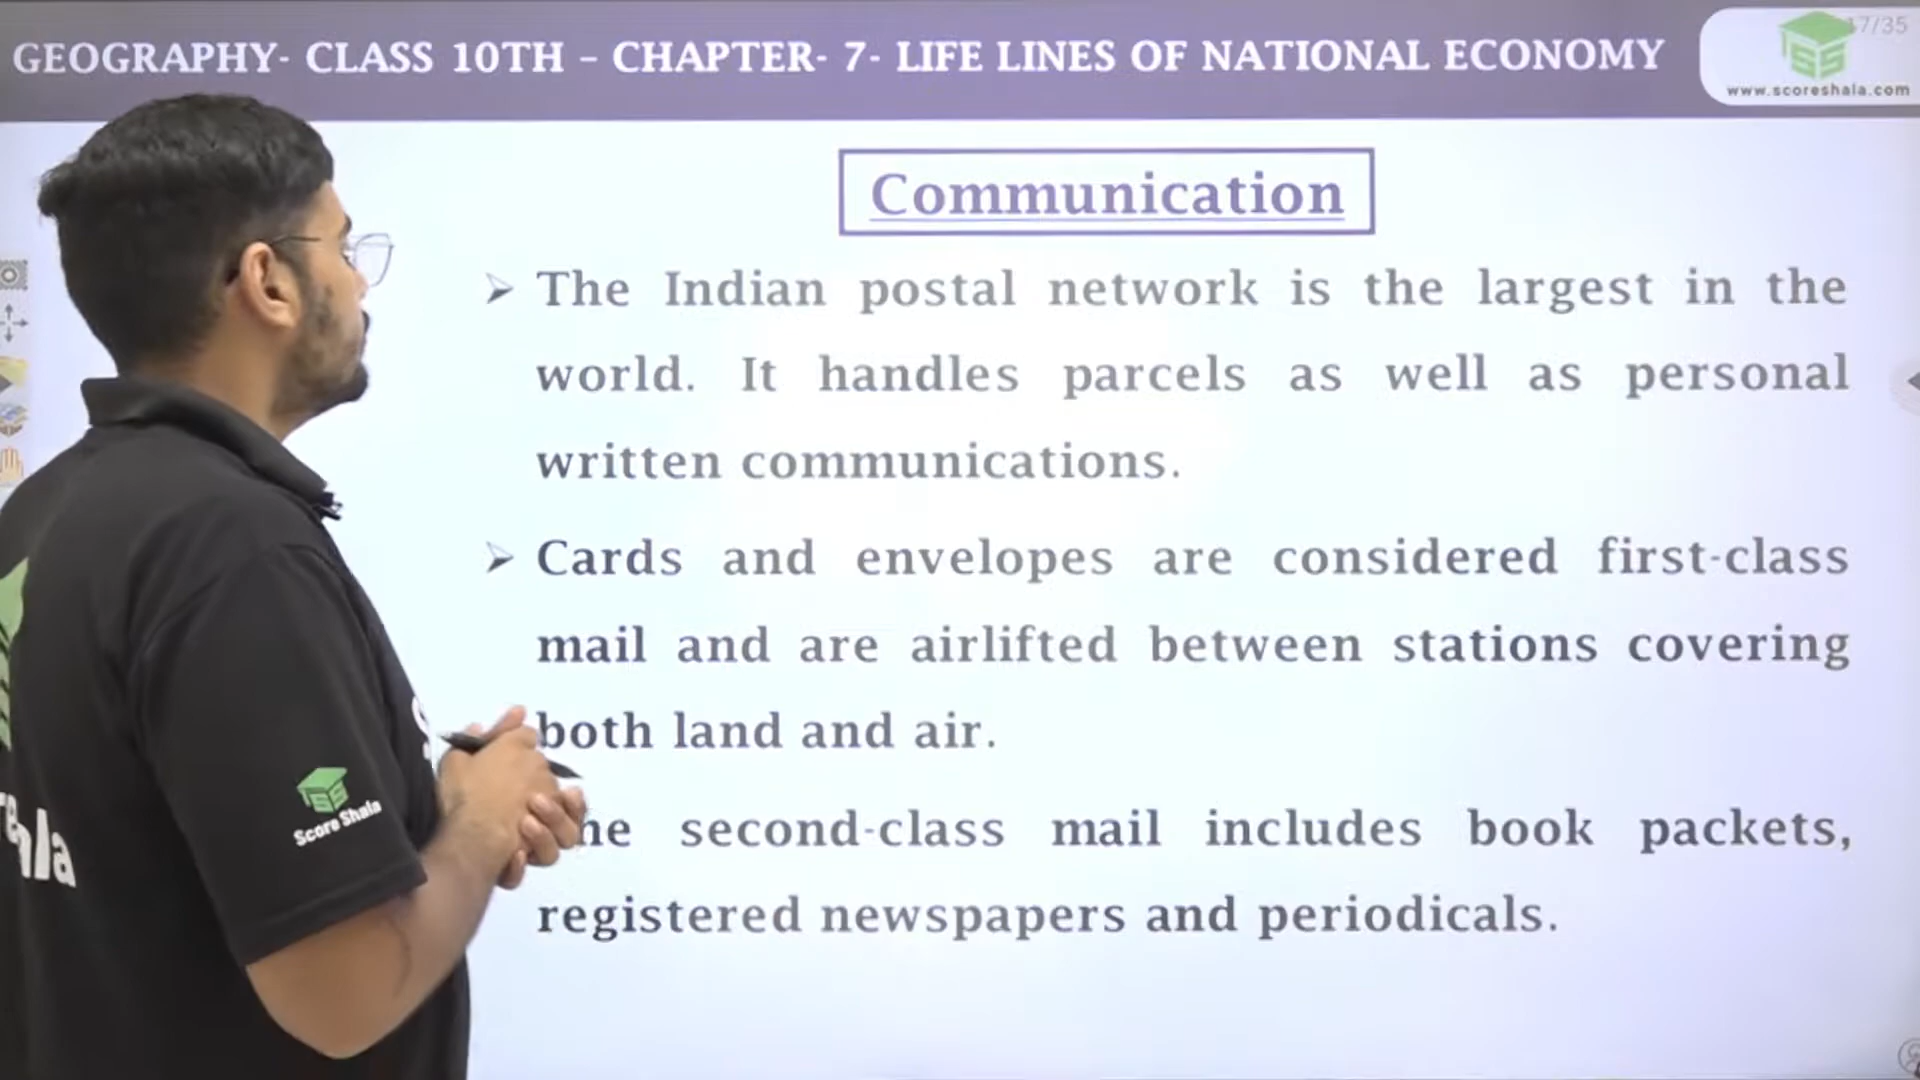 GEOGRAPHY- CLASS 10TH – CHAPTER- 7- LIFE LINES OF NATIONAL ECONOMY
17/35
www.scoreshala.com
Communication
➢ The Indian postal network is the largest in the
world. It handles parcels as well as personal
written communications.
➢ Cards and envelopes are considered first-class
mail and are airlifted between stations covering
both land and air.
he second-class mail includes book packets,
registered newspapers and periodicals.
Score Shala